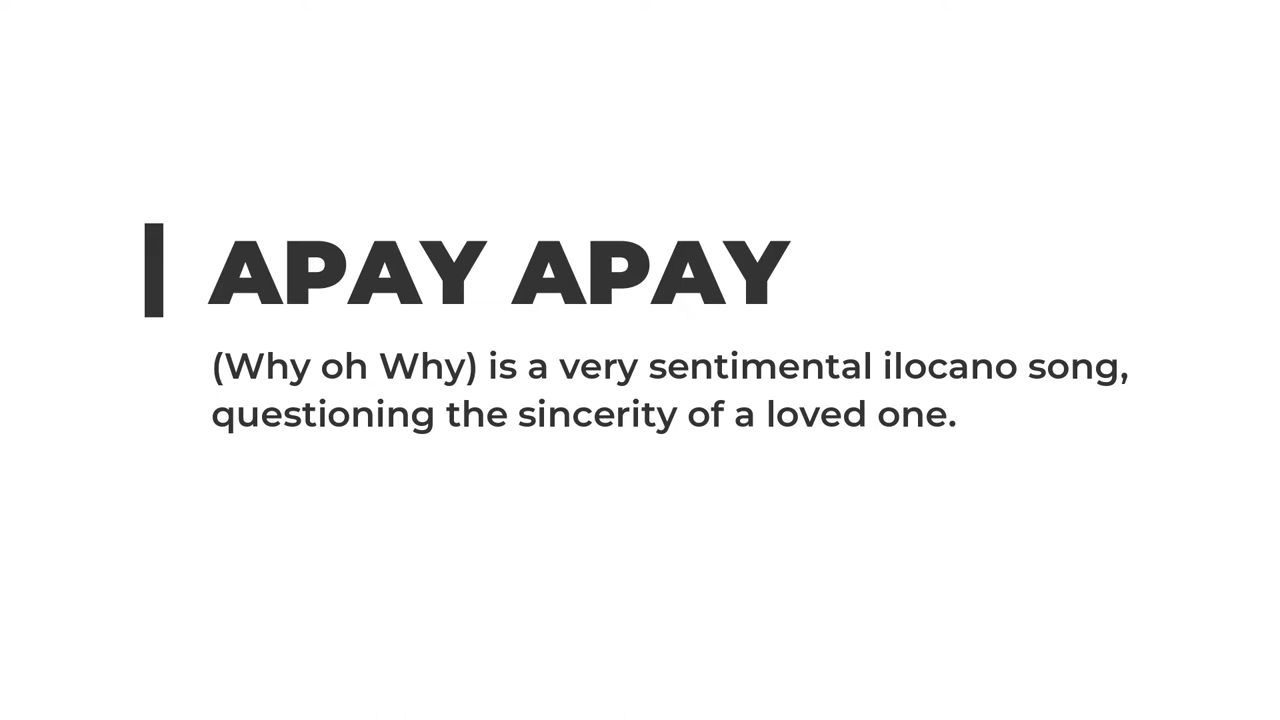 APAY APAY
(Why oh Why) is a very sentimental ilocano song,
questioning the sincerity of a loved one.